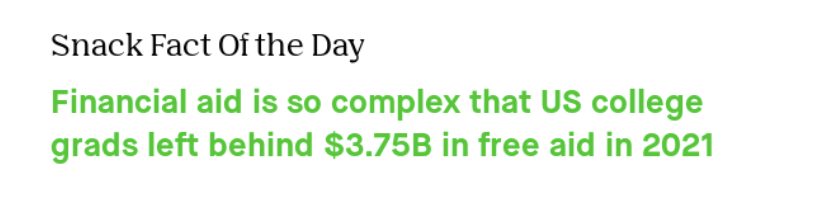 Snack Fact Of the Day
Financial aid is so complex that US college
grads left behind $3.75B in free aid in 2021